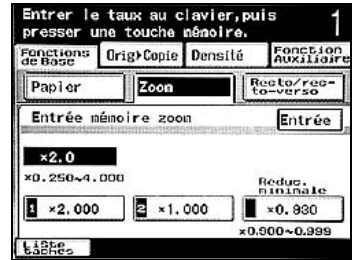 Entrer le taux au clavier,puis
presser une touche mémoire.
1
Fonctions de Base
Orig▸Copie
Densité
Fonction Auxiliaire
Papier
Zoom
Recto/rec-
to-verso
Entrée mémoire zoom
Entrée
×2.0
×0.250~4.000
Réduc.
minimale
1 ×2,000
2 ×1,000
×0,930
×0.900~0.999
Liste
tâches